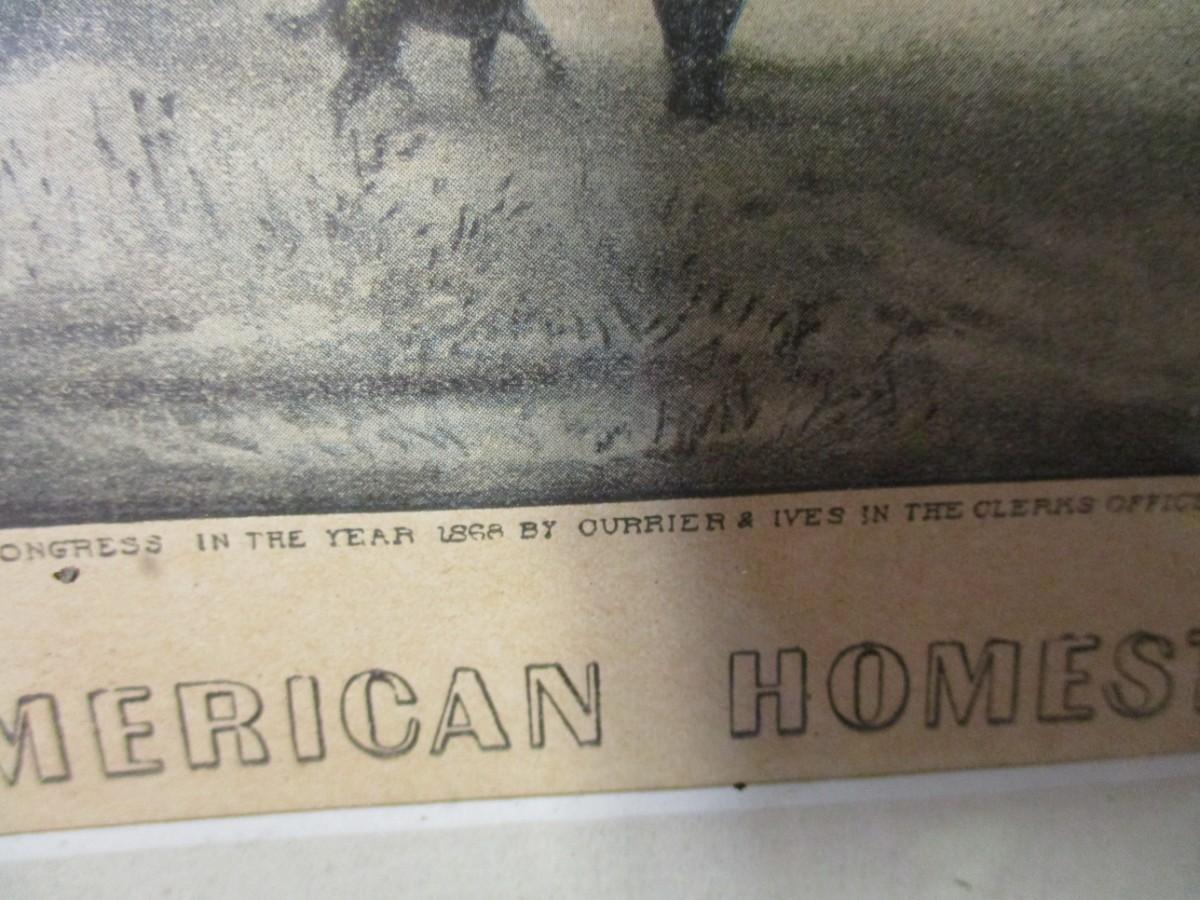 ONGRESS IN THE YEAR 1868 BY CURRIER & IVES IN THE CLERKS OFFIC
MERICAN HOMEST